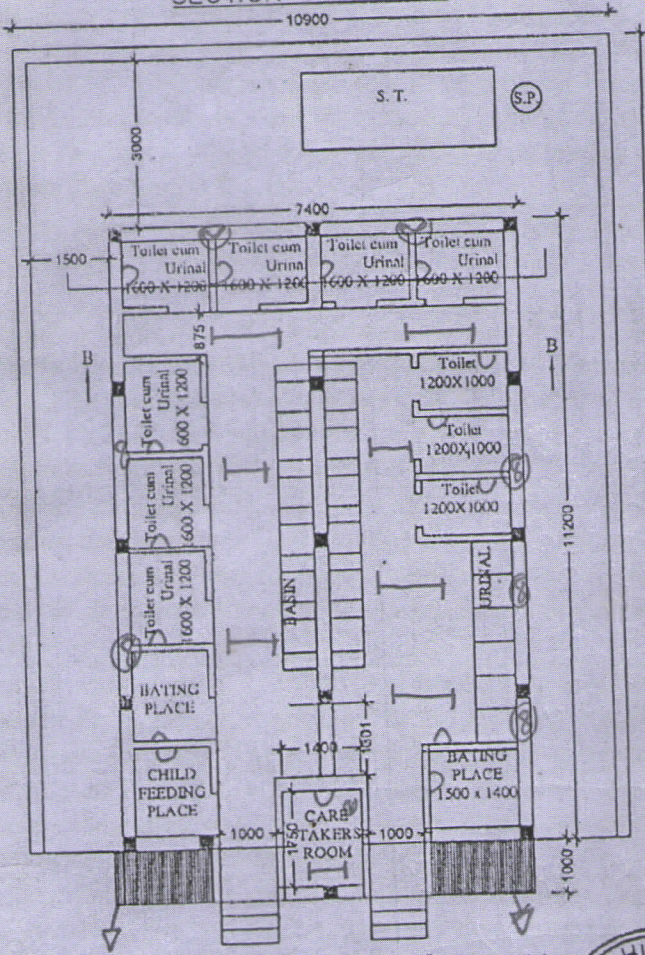 10900
S. T.
S.P.
3000
7400
1500
Toilet cum
Urinal
1600 X 1200
Toilet cum
Urinal
1600 X 1200
Toilet cum
Urinal
1600 X 1200
Toilet cum
Urinal
1600 X 1200
875
B
B
Toilet cum
Urinal
600 X 1200
Toilet
1200X1000
Toilet
1200X1000
Toilet
1200X1000
Toilet cum
Urinal
1600 X 1200
11200
BASIN
URINAL
Toilet cum
Urinal
1600 X 1200
BATING
PLACE
1400
1301
BATING
PLACE
1500 x 1400
CHILD
FEEDING
PLACE
1000
1450
CARE
TAKERS
ROOM
1000
1000